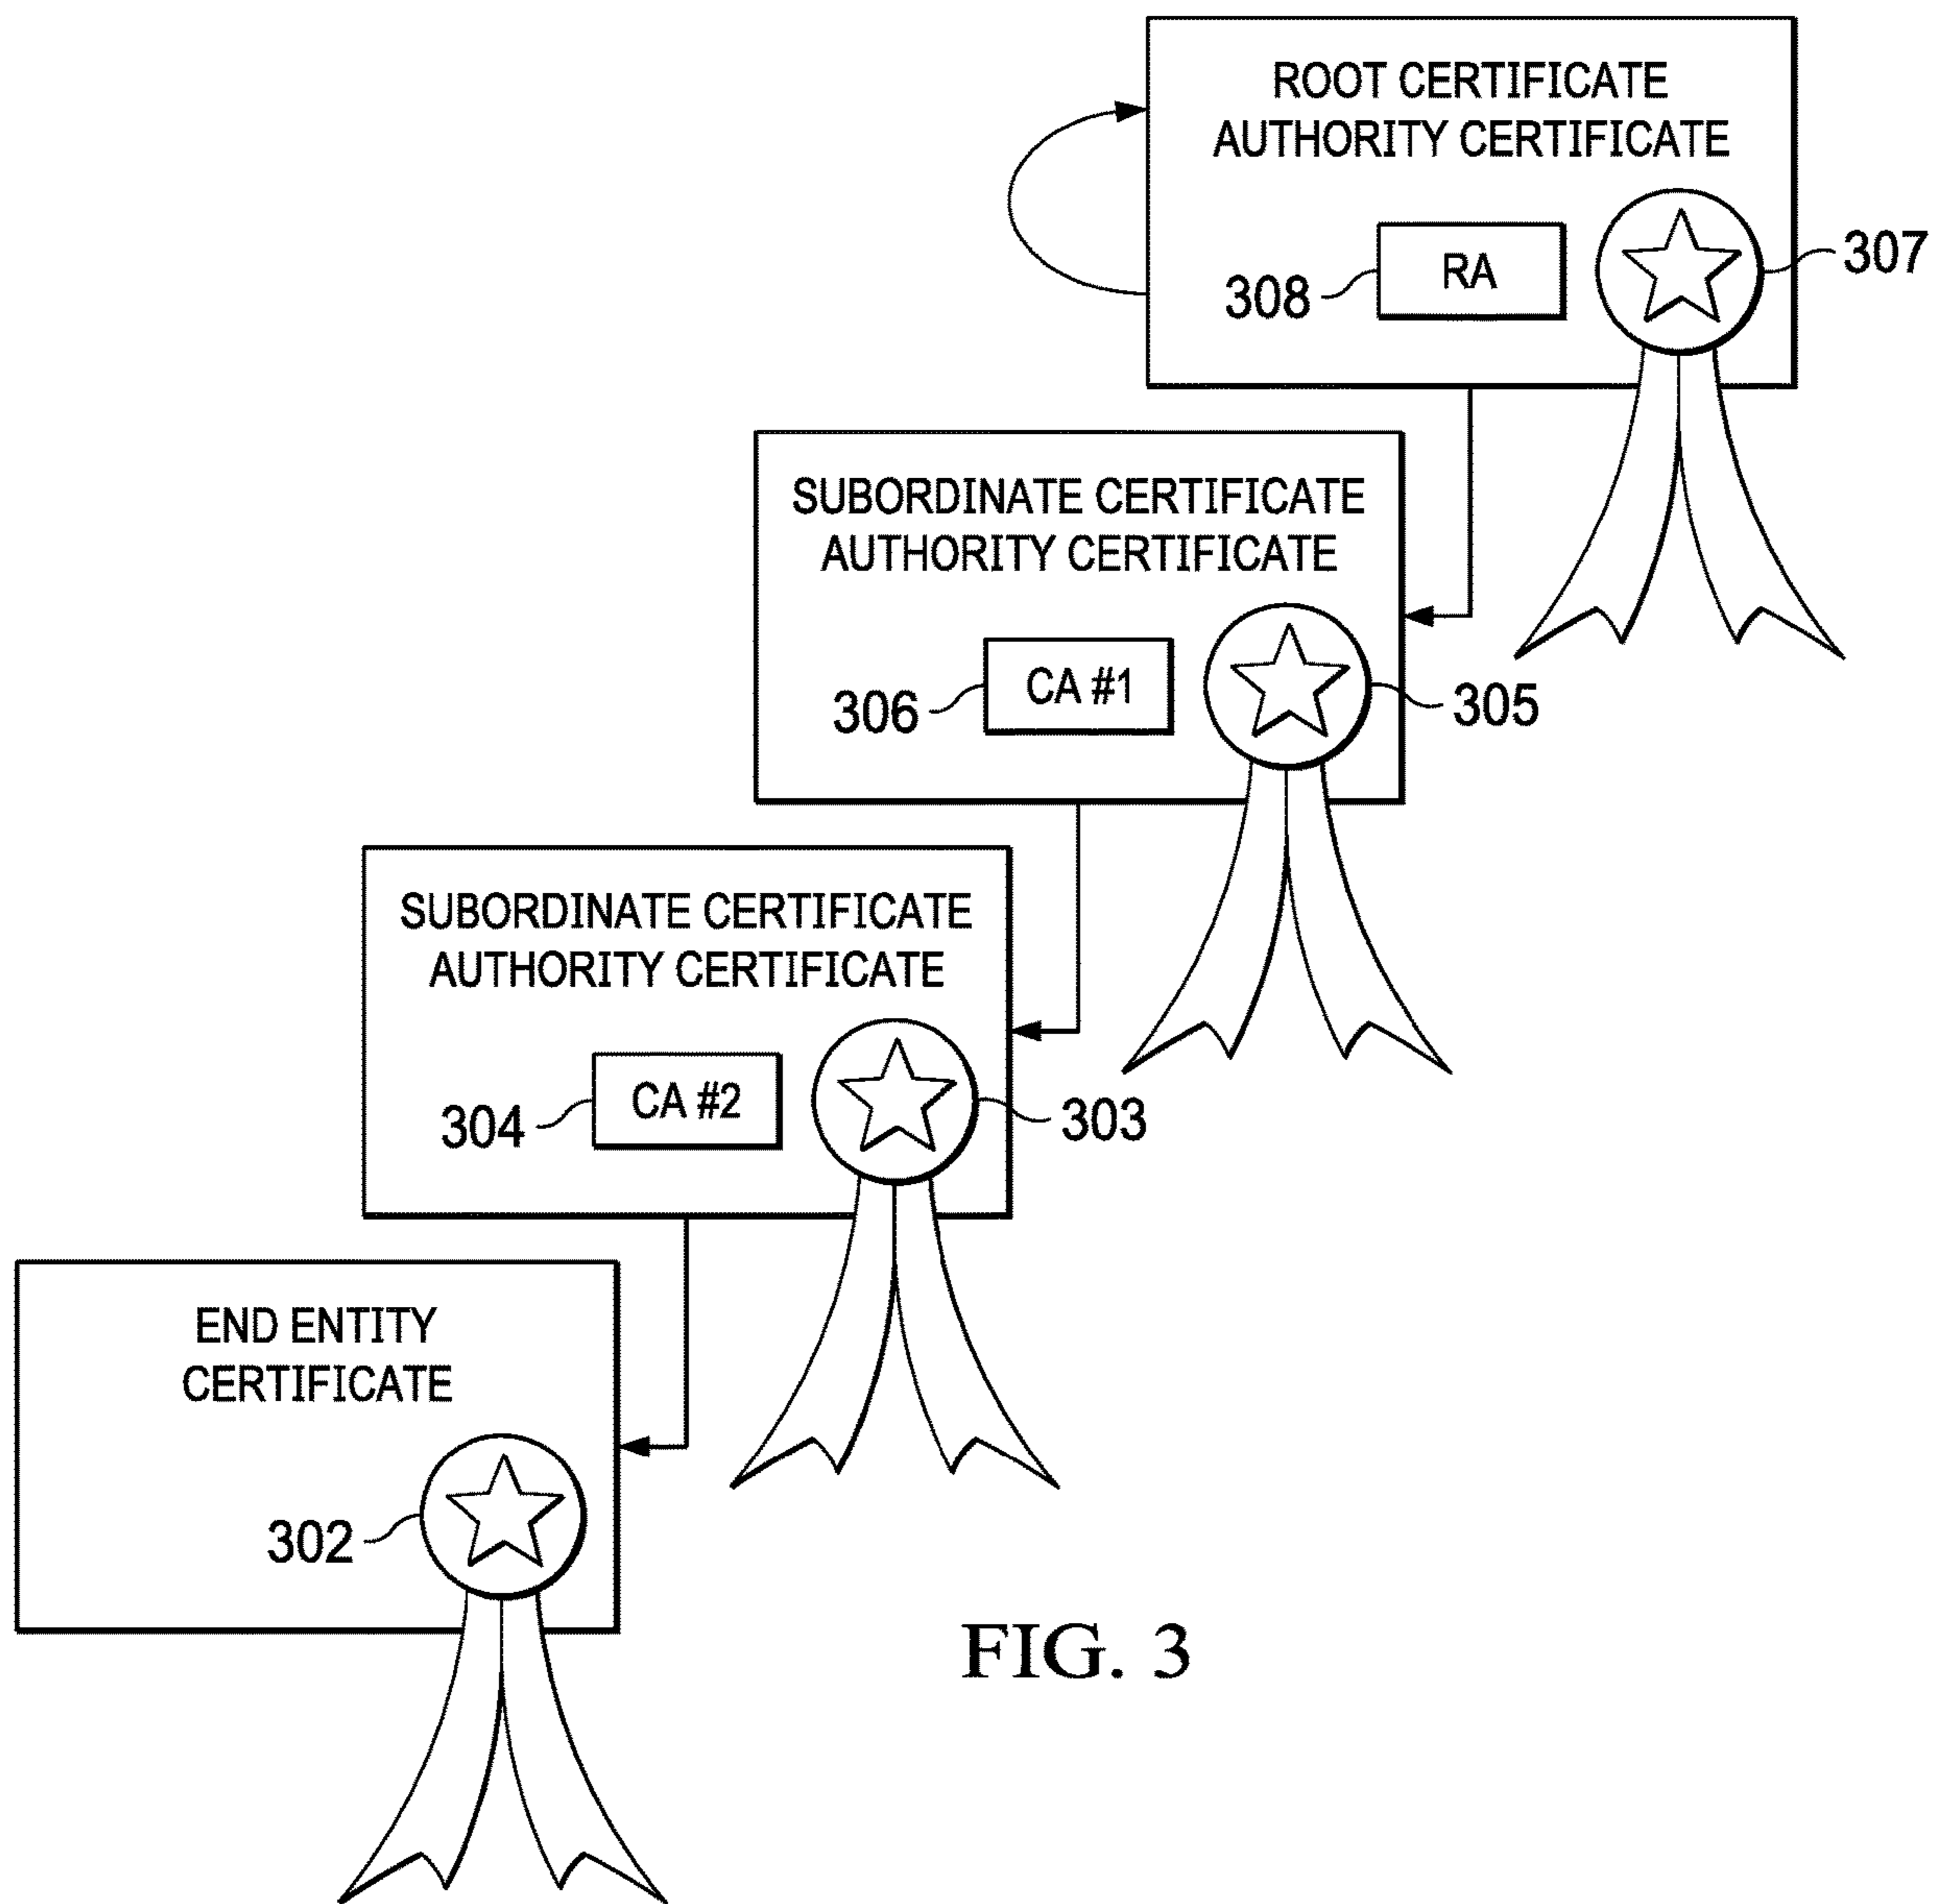 ROOT CERTIFICATE
AUTHORITY CERTIFICATE
307
308
RA
SUBORDINATE CERTIFICATE
AUTHORITY CERTIFICATE
306
CA #1
305
SUBORDINATE CERTIFICATE
AUTHORITY CERTIFICATE
304
CA #2
303
END ENTITY
CERTIFICATE
302
FIG. 3